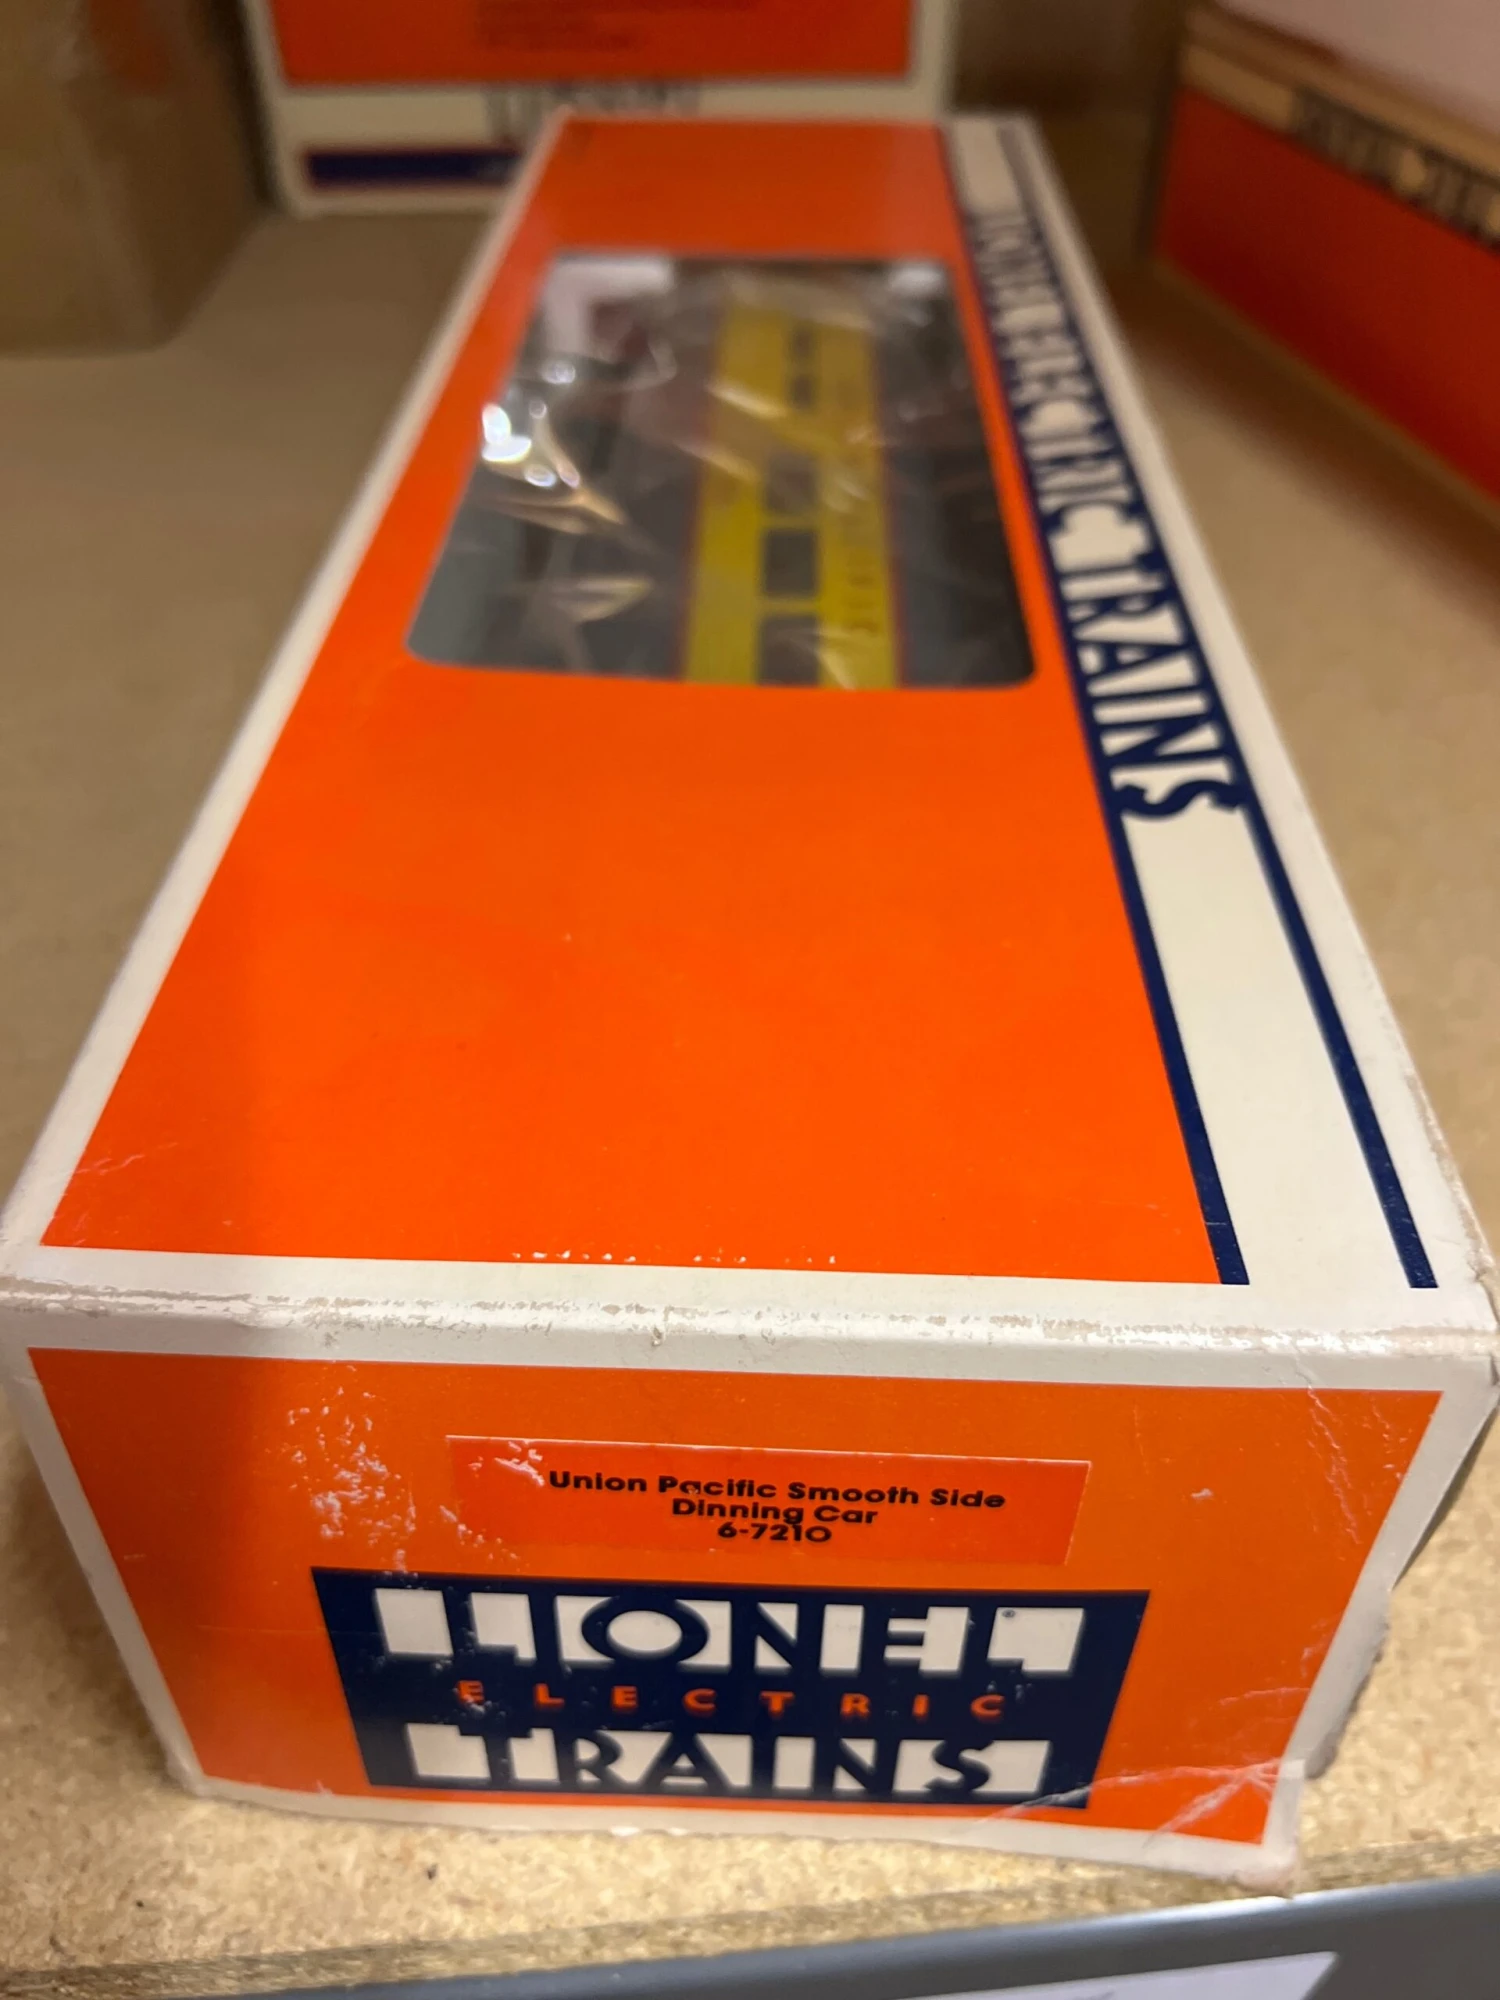 LIONEL ELECTRIC TRAINS
Union Pacific Smooth Side
Dinning Car
6-7210
LIONEL
ELECTRIC
TRAINS